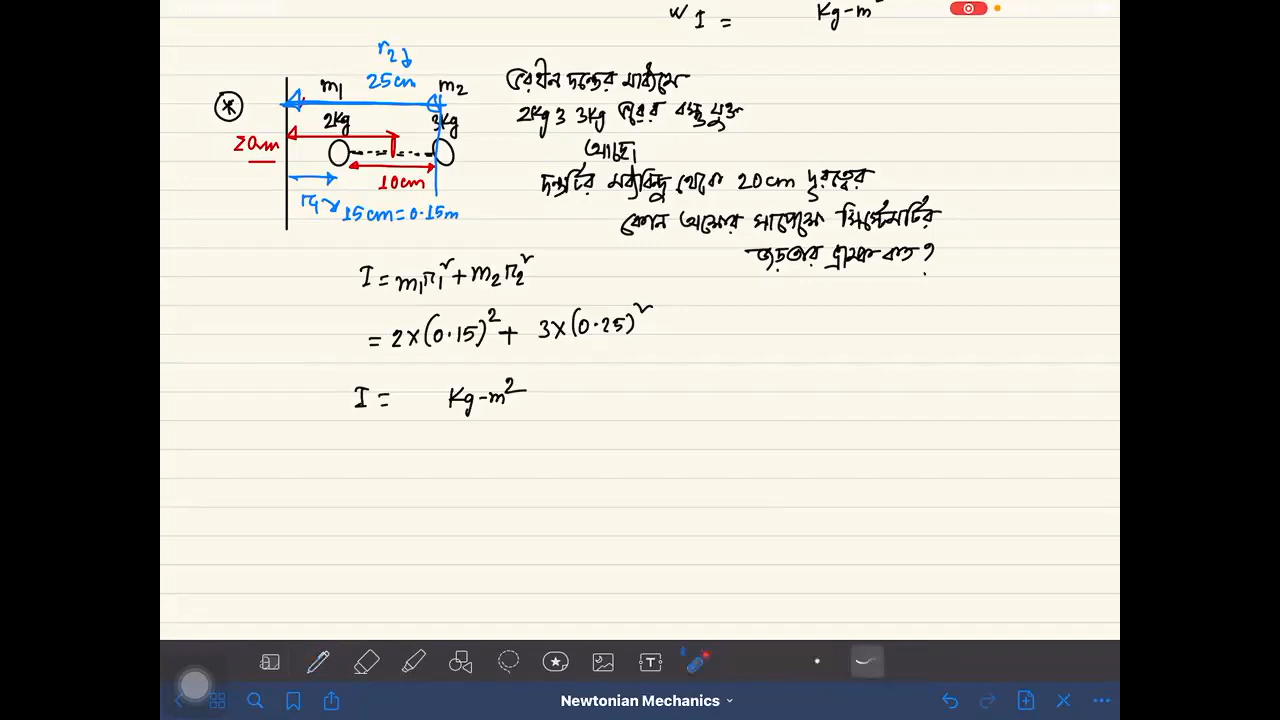 I =
Kg-m²
r₂
25cm
m₁
m₂
2Kg
3Kg
20m
10cm
r₁
15cm = 0.15m
ভরহীন দন্ডের মাধ্যমে
2Kg ও 3Kg ভরের বস্তু যুক্ত
আছে।
দন্ডটির মধ্যবিন্দু থেকে 20cm দূরত্বের
কোন অক্ষের সাপেক্ষে সিস্টেমটির
জড়তার ভ্রামক কত?
I = m₁r₁² + m₂r₂²
= 2×(0.15)² + 3×(0.25)²
I = Kg-m²
T
Newtonian Mechanics